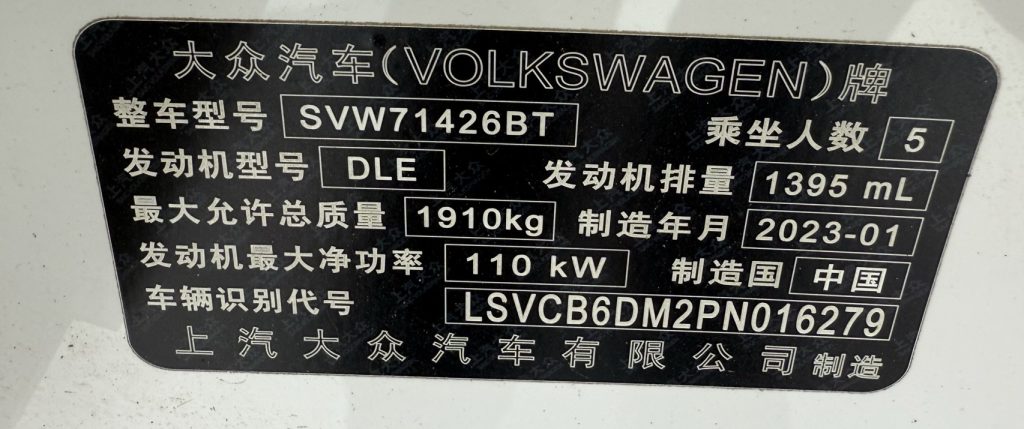 大众汽车(VOLKSWAGEN)牌
整车型号 SVW71426BT 乘坐人数 5
发动机型号 DLE 发动机排量 1395 mL
最大允许总质量 1910kg 制造年月 2023-01
发动机最大净功率 110 kW 制造国 中国
车辆识别代号 LSVCB6DM2PN016279
上汽大众汽车有限公司 制造